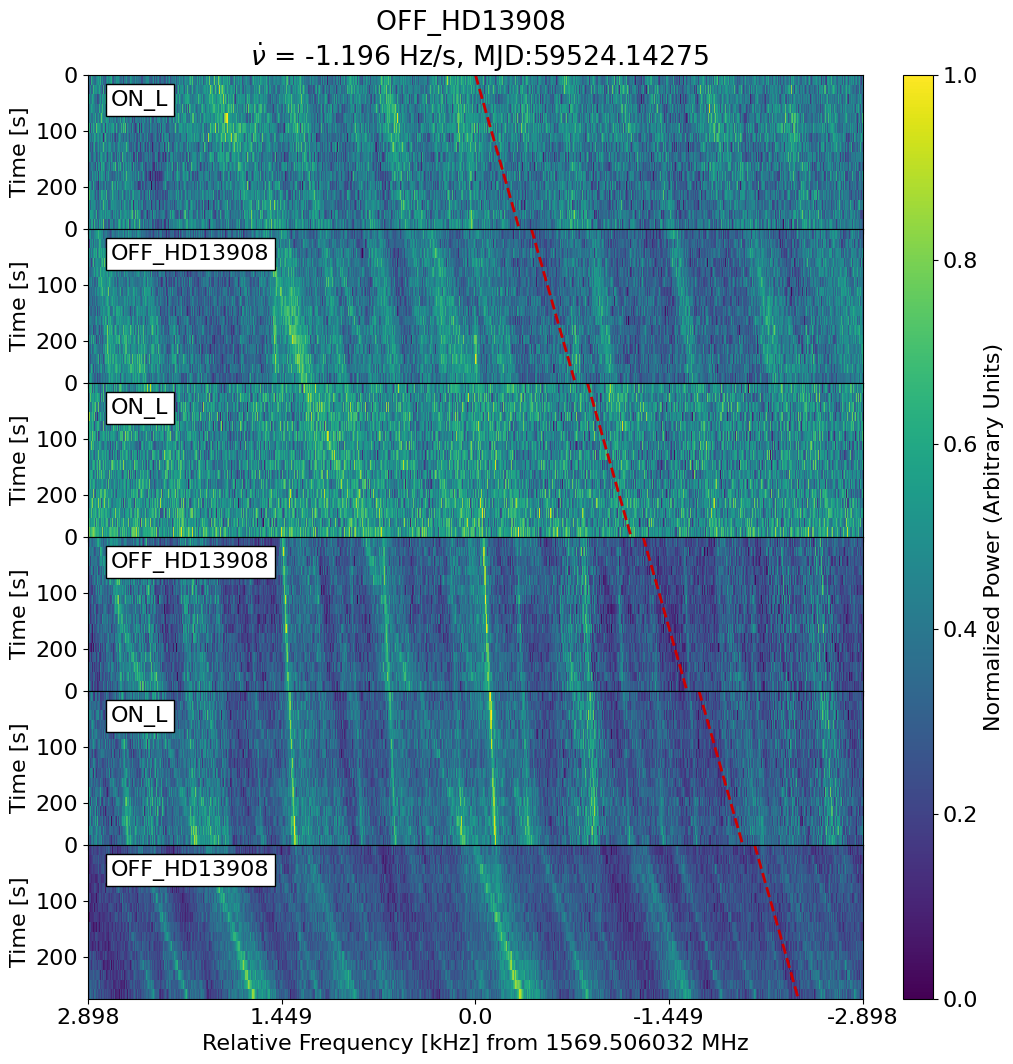 OFF_HD13908
ν̇ = -1.196 Hz/s, MJD:59524.14275
0
ON_L
100
200
Time [s]
0
OFF_HD13908
100
200
Time [s]
0
ON_L
100
200
Time [s]
0
OFF_HD13908
100
200
Time [s]
0
ON_L
100
200
Time [s]
0
OFF_HD13908
100
200
Time [s]
2.898 1.449 0.0 -1.449 -2.898
Relative Frequency [kHz] from 1569.506032 MHz
1.0
0.8
0.6
0.4
0.2
0.0
Normalized Power (Arbitrary Units)